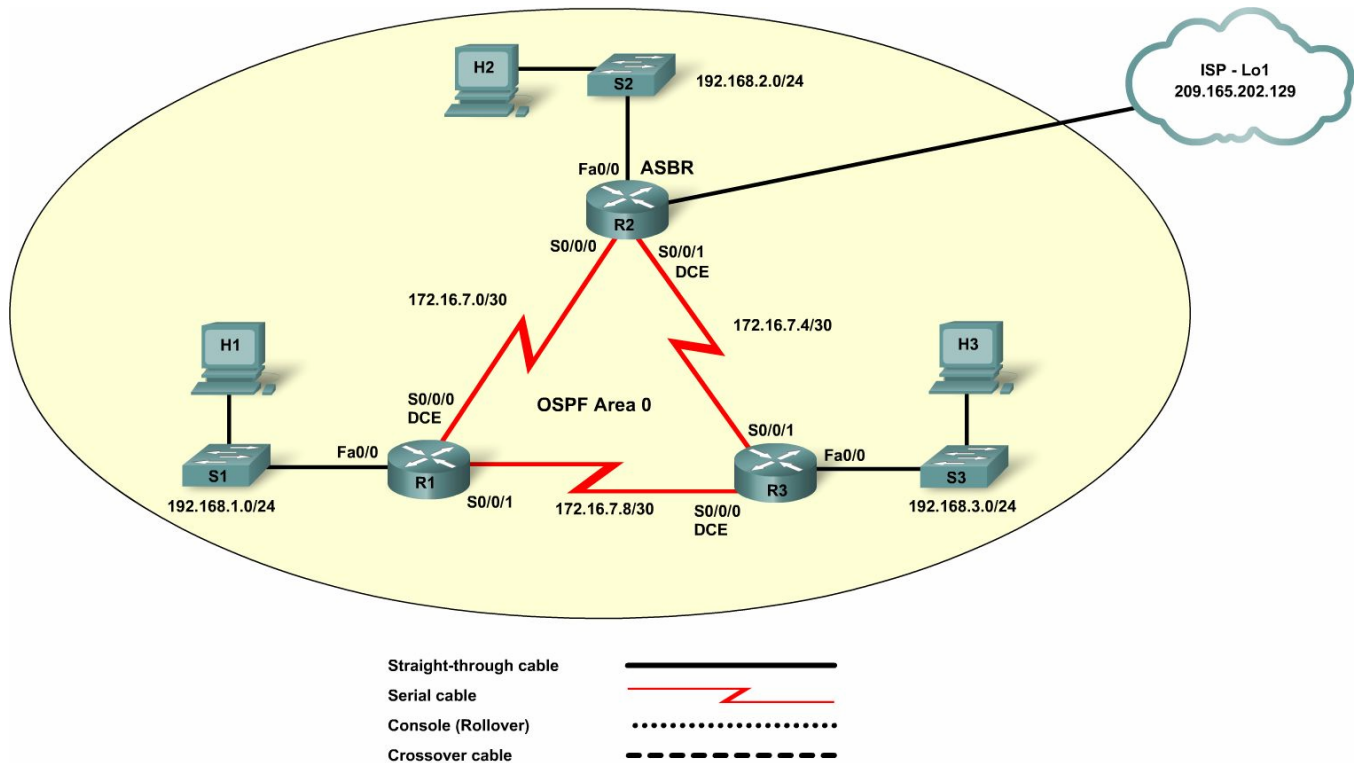 H2
S2
192.168.2.0/24
ISP - Lo1
209.165.202.129
Fa0/0
ASBR
R2
S0/0/0
S0/0/1
DCE
172.16.7.0/30
172.16.7.4/30
H1
H3
S0/0/0
DCE
OSPF Area 0
S0/0/1
Fa0/0
Fa0/0
S1
R1
R3
S3
192.168.1.0/24
S0/0/1
172.16.7.8/30
S0/0/0
DCE
192.168.3.0/24
Straight-through cable
Serial cable
Console (Rollover)
Crossover cable